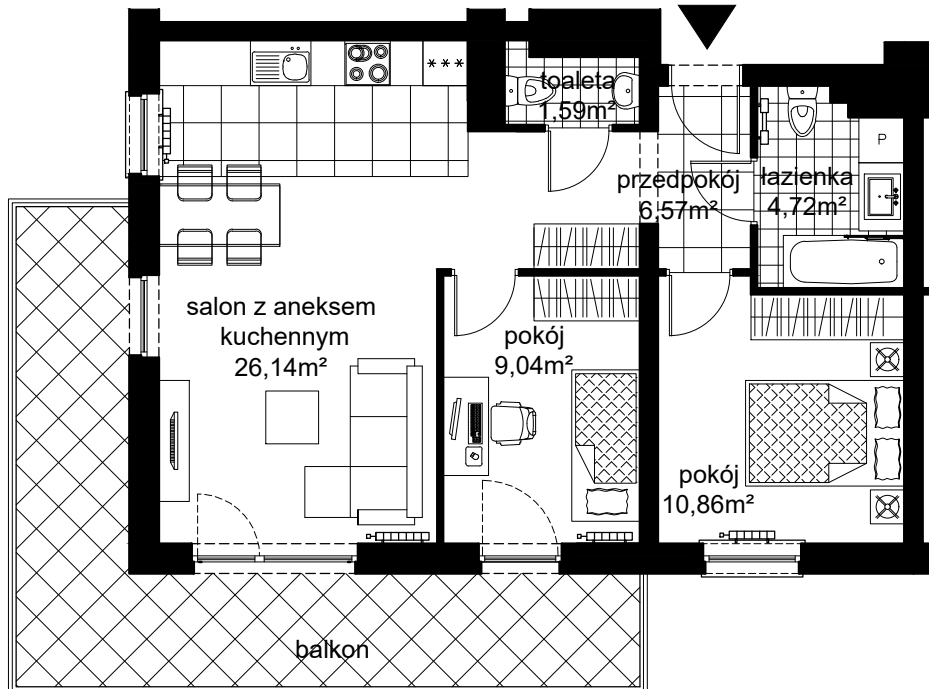 toaleta
1,59m²
przedpokój
6,57m²
łazienka
4,72m²
P
***
salon z aneksem
kuchennym
26,14m²
pokój
9,04m²
pokój
10,86m²
balkon